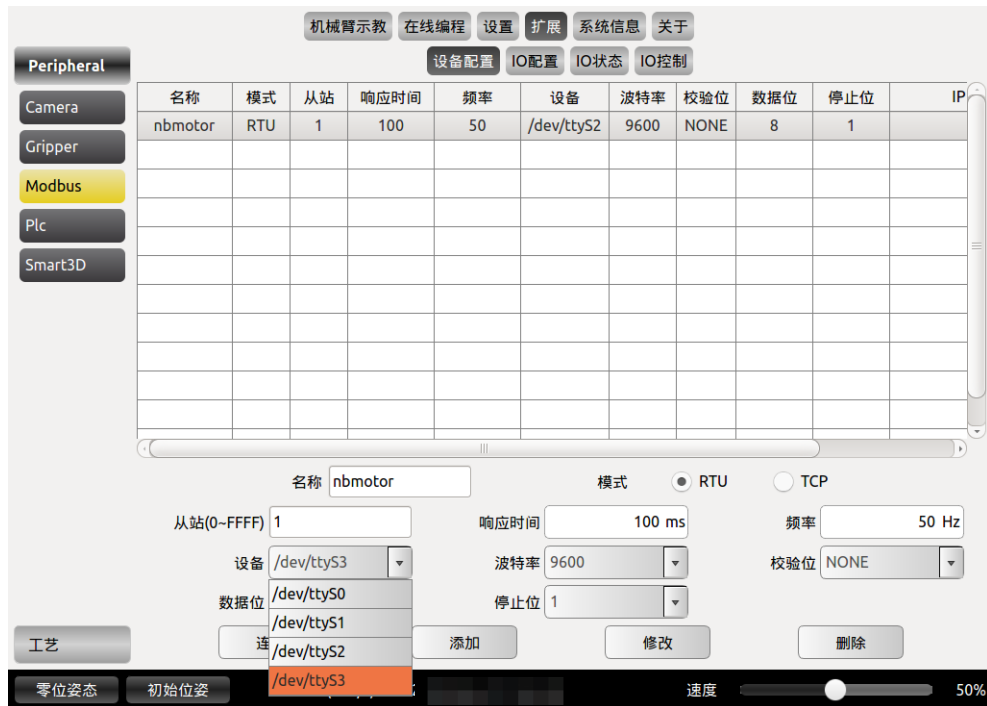 机械臂示教 在线编程 设置 扩展 系统信息 关于
设备配置 IO配置 IO状态 IO控制
Peripheral
Camera
Gripper
Modbus
Plc
Smart3D
名称 模式 从站 响应时间 频率 设备 波特率 校验位 数据位 停止位 IP
nbmotor RTU 1 100 50 /dev/ttyS2 9600 NONE 8 1
名称 nbmotor 模式 RTU TCP
从站(0~FFFF) 1 响应时间 100 ms 频率 50 Hz
设备 /dev/ttyS3 波特率 9600 校验位 NONE
数据位 停止位 1
/dev/ttyS0
/dev/ttyS1
/dev/ttyS2
/dev/ttyS3
工艺 连 添加 修改 删除
零位姿态 初始位姿 速度 50%